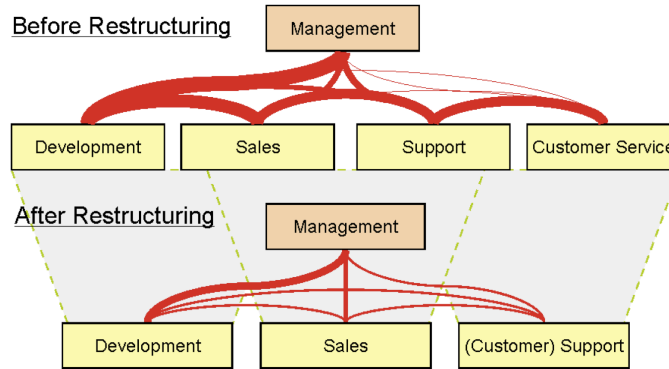 Before Restructuring
Management
Development
Sales
Support
Customer Service
After Restructuring
Management
Development
Sales
(Customer) Support